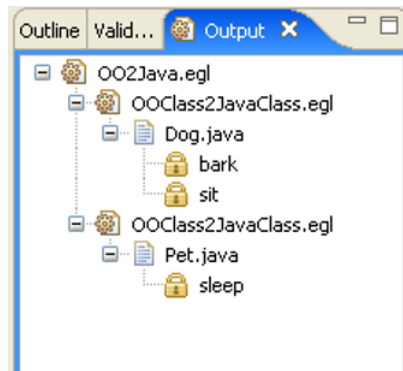 Outline Valid... Output
OO2Java.egl
OOClass2JavaClass.egl
Dog.java
bark
sit
OOClass2JavaClass.egl
Pet.java
sleep